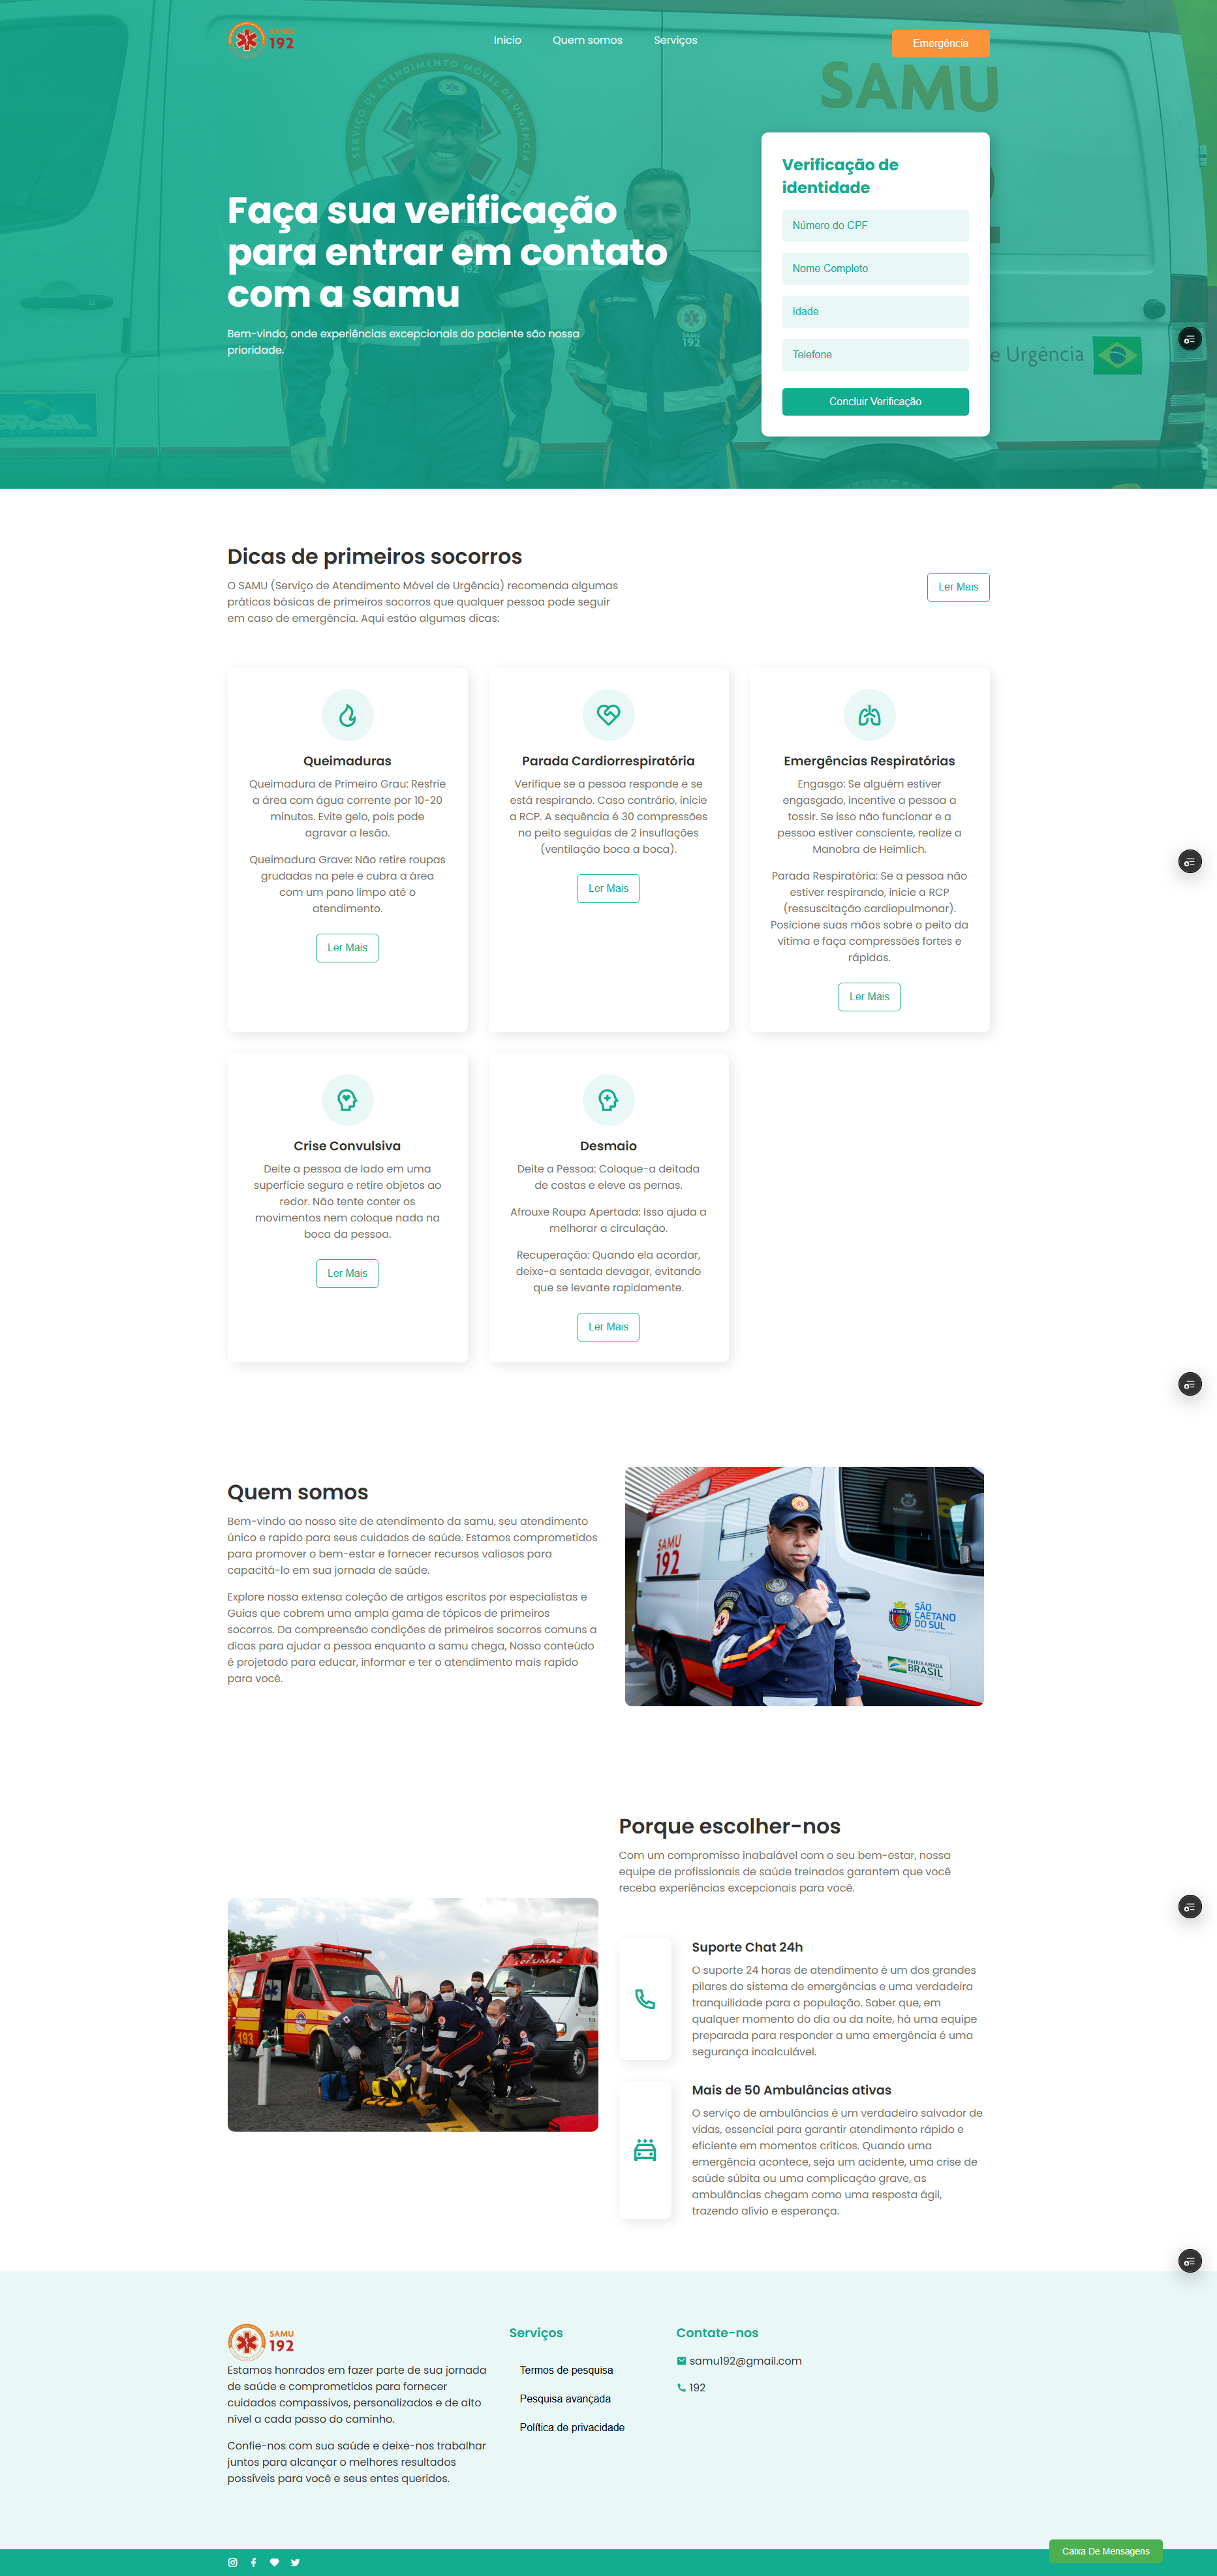 SAMU
192
Inicio
Quem somos
Serviços
Emergência
SERVIÇO DE ATENDIMENTO MÓVEL DE URGÊNCIA
SAMU
Faça sua verificação
para entrar em contato
com a samu
Bem-vindo, onde experiências excepcionais do paciente são nossa
prioridade.
192
SAMU
192
Verificação de
identidade
Número do CPF
Nome Completo
Idade
Telefone
Concluir Verificação
e Urgência
BRASIL
Dicas de primeiros socorros
O SAMU (Serviço de Atendimento Móvel de Urgência) recomenda algumas
práticas básicas de primeiros socorros que qualquer pessoa pode seguir
em caso de emergência. Aqui estão algumas dicas:
Ler Mais
Queimaduras
Queimadura de Primeiro Grau: Resfrie
a área com água corrente por 10-20
minutos. Evite gelo, pois pode
agravar a lesão.
Queimadura Grave: Não retire roupas
grudadas na pele e cubra a área
com um pano limpo até o
atendimento.
Ler Mais
Parada Cardiorrespiratória
Verifique se a pessoa responde e se
está respirando. Caso contrário, inicie
a RCP. A sequência é 30 compressões
no peito seguidas de 2 insuflações
(ventilação boca a boca).
Ler Mais
Emergências Respiratórias
Engasgo: Se alguém estiver
engasgado, incentive a pessoa a
tossir. Se isso não funcionar e a
pessoa estiver consciente, realize a
Manobra de Heimlich.
Parada Respiratória: Se a pessoa não
estiver respirando, inicie a RCP
(ressuscitação cardiopulmonar).
Posicione suas mãos sobre o peito da
vítima e faça compressões fortes e
rápidas.
Ler Mais
Crise Convulsiva
Deite a pessoa de lado em uma
superfície segura e retire objetos ao
redor. Não tente conter os
movimentos nem coloque nada na
boca da pessoa.
Ler Mais
Desmaio
Deite a Pessoa: Coloque-a deitada
de costas e eleve as pernas.
Afrouxe Roupa Apertada: Isso ajuda a
melhorar a circulação.
Recuperação: Quando ela acordar,
deixe-a sentada devagar, evitando
que se levante rapidamente.
Ler Mais
Quem somos
Bem-vindo ao nosso site de atendimento da samu, seu atendimento
único e rapido para seus cuidados de saúde. Estamos comprometidos
para promover o bem-estar e fornecer recursos valiosos para
capacitá-lo em sua jornada de saúde.
Explore nossa extensa coleção de artigos escritos por especialistas e
Guias que cobrem uma ampla gama de tópicos de primeiros
socorros. Da compreensão condições de primeiros socorros comuns a
dicas para ajudar a pessoa enquanto a samu chega, Nosso conteúdo
é projetado para educar, informar e ter o atendimento mais rapido
para você.
SAMU
192
SÃO
CAETANO
DO SUL
PÁTRIA AMADA
BRASIL
Porque escolher-nos
Com um compromisso inabalável com o seu bem-estar, nossa
equipe de profissionais de saúde treinados garantem que você
receba experiências excepcionais para você.
193
Suporte Chat 24h
O suporte 24 horas de atendimento é um dos grandes
pilares do sistema de emergências e uma verdadeira
tranquilidade para a população. Saber que, em
qualquer momento do dia ou da noite, há uma equipe
preparada para responder a uma emergência é uma
segurança incalculável.
Mais de 50 Ambulâncias ativas
O serviço de ambulâncias é um verdadeiro salvador de
vidas, essencial para garantir atendimento rápido e
eficiente em momentos críticos. Quando uma
emergência acontece, seja um acidente, uma crise de
saúde súbita ou uma complicação grave, as
ambulâncias chegam como uma resposta ágil,
trazendo alívio e esperança.
SAMU
192
Estamos honrados em fazer parte de sua jornada
de saúde e comprometidos para fornecer
cuidados compassivos, personalizados e de alto
nível a cada passo do caminho.
Confie-nos com sua saúde e deixe-nos trabalhar
juntos para alcançar o melhores resultados
possíveis para você e seus entes queridos.
Serviços
Termos de pesquisa
Pesquisa avançada
Política de privacidade
Contate-nos
samu192@gmail.com
192
Caixa De Mensagens